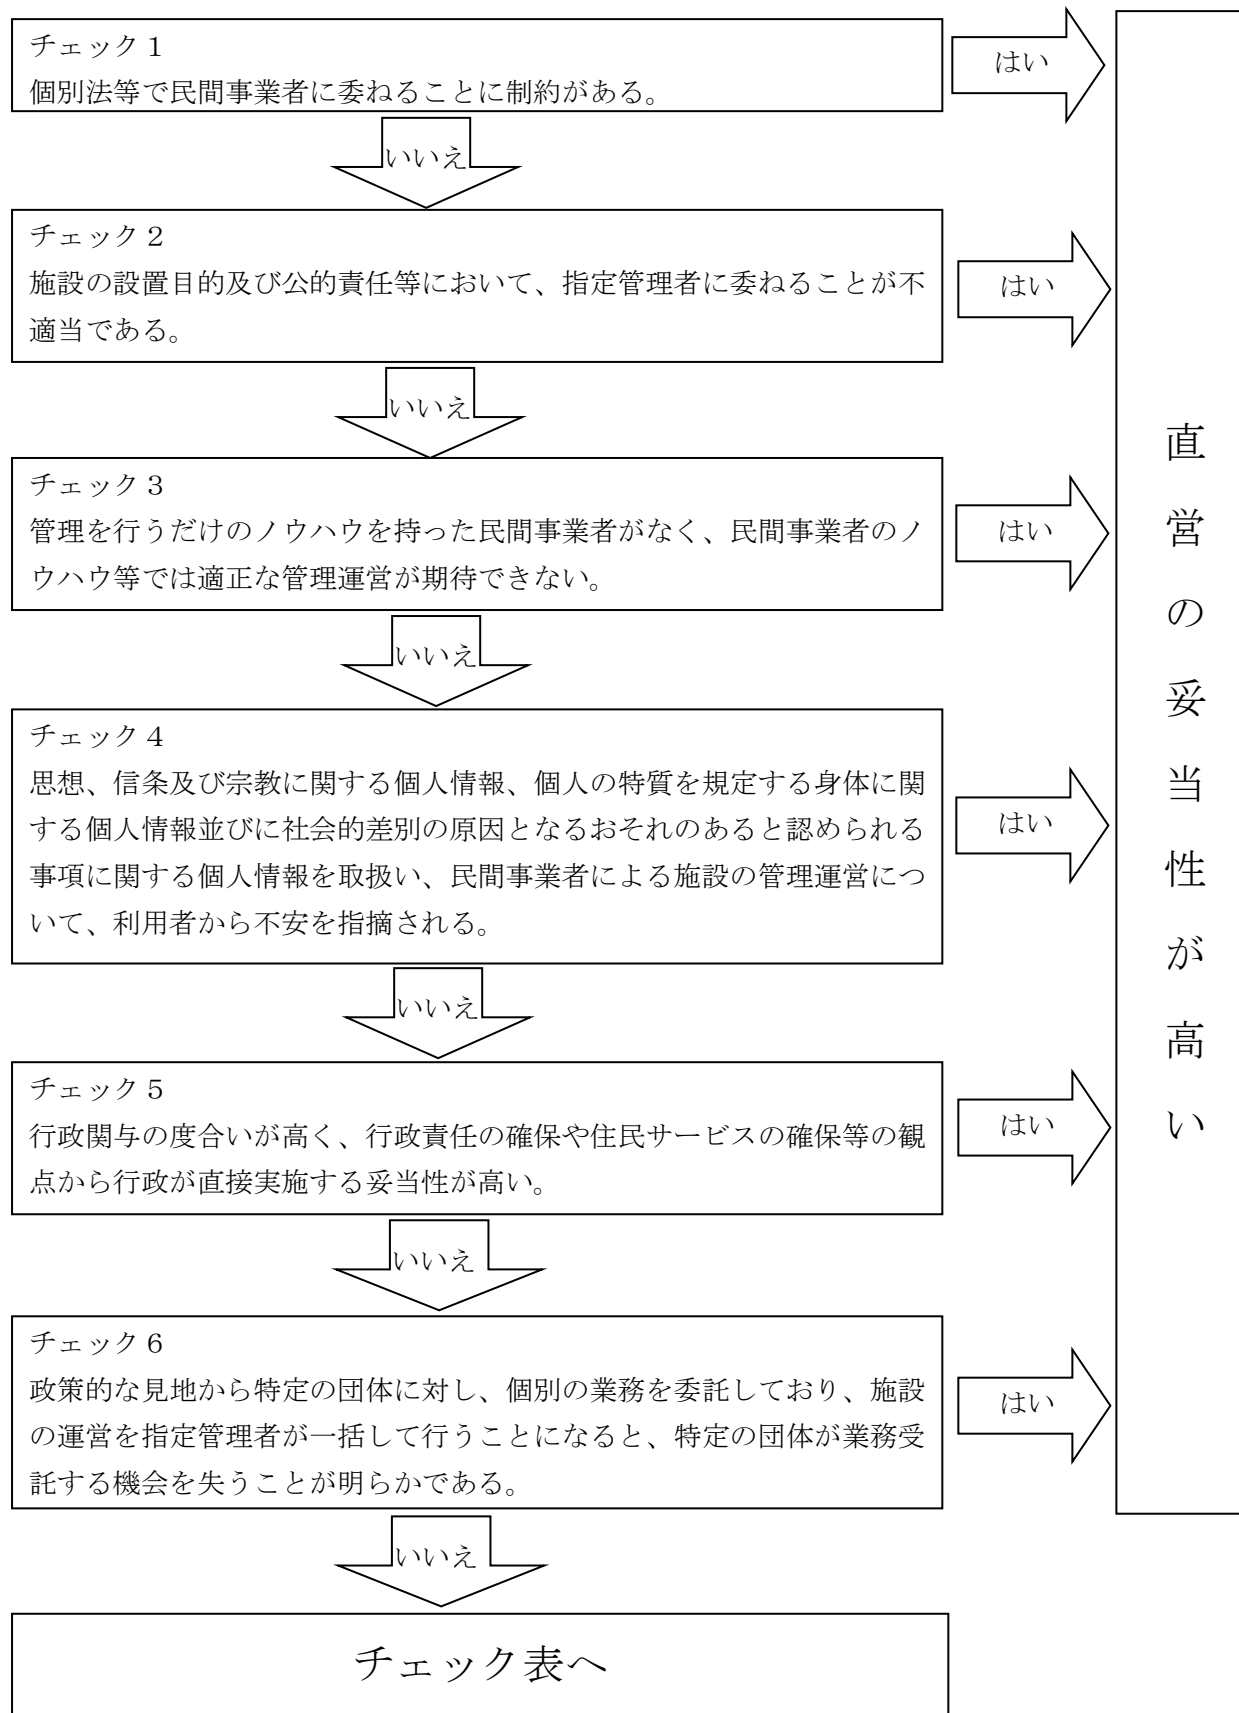 チェック１
個別法等で民間事業者に委ねることに制約がある。
はい
いいえ
チェック２
施設の設置目的及び公的責任等において、指定管理者に委ねることが不
適当である。
はい
いいえ
チェック３
管理を行うだけのノウハウを持った民間事業者がなく、民間事業者のノ
ウハウ等では適正な管理運営が期待できない。
はい
いいえ
チェック４
思想、信条及び宗教に関する個人情報、個人の特質を規定する身体に関
する個人情報並びに社会的差別の原因となるおそれのあると認められる
事項に関する個人情報を取扱い、民間事業者による施設の管理運営につ
いて、利用者から不安を指摘される。
はい
いいえ
チェック５
行政関与の度合いが高く、行政責任の確保や住民サービスの確保等の観
点から行政が直接実施する妥当性が高い。
はい
いいえ
チェック６
政策的な見地から特定の団体に対し、個別の業務を委託しており、施設
の運営を指定管理者が一括して行うことになると、特定の団体が業務受
託する機会を失うことが明らかである。
はい
いいえ
チェック表へ
直営の妥当性が高い